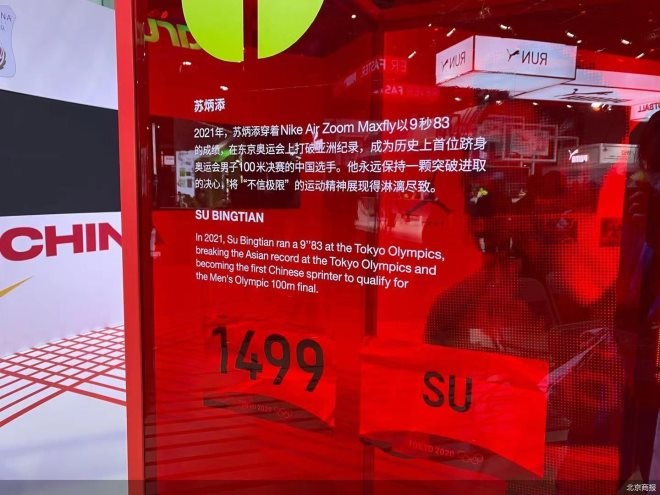 INA
RUN
RUN
TBALL
CHIN
苏炳添
2021年，苏炳添穿着Nike Air Zoom Maxfly以9秒83
的成绩，在东京奥运会上打破亚洲纪录，成为历史上首位跻身
奥运会男子100米决赛的中国选手。他永远保持一颗突破进取
的决心，将“不信极限”的运动精神展现得淋漓尽致。
SU BINGTIAN
In 2021, Su Bingtian ran a 9"83 at the Tokyo Olympics,
breaking the Asian record at the Tokyo Olympics and
becoming the first Chinese sprinter to qualify for
the Men's Olympic 100m final.
1499
SU
TOKYO 2020
TOKYO 2020
北京商报